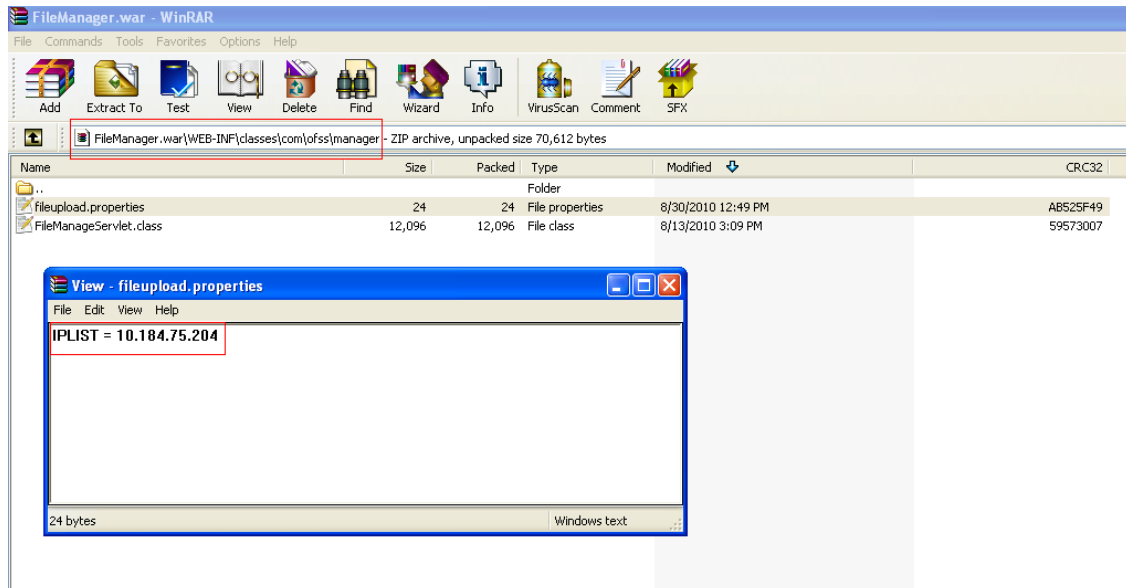 FileManager.war - WinRAR
File Commands Tools Favorites Options Help
Add Extract To Test View Delete Find Wizard Info VirusScan Comment SFX
FileManager.war\WEB-INF\classes\com\ofss\manager - ZIP archive, unpacked size 70,612 bytes
Name Size Packed Type Modified CRC32
.. Folder
fileupload.properties 24 24 File properties 8/30/2010 12:49 PM AB525F49
FileManageServlet.class 12,096 12,096 File class 8/13/2010 3:09 PM 59573007
View - fileupload.properties
File Edit View Help
IPLIST = 10.184.75.204
24 bytes Windows text